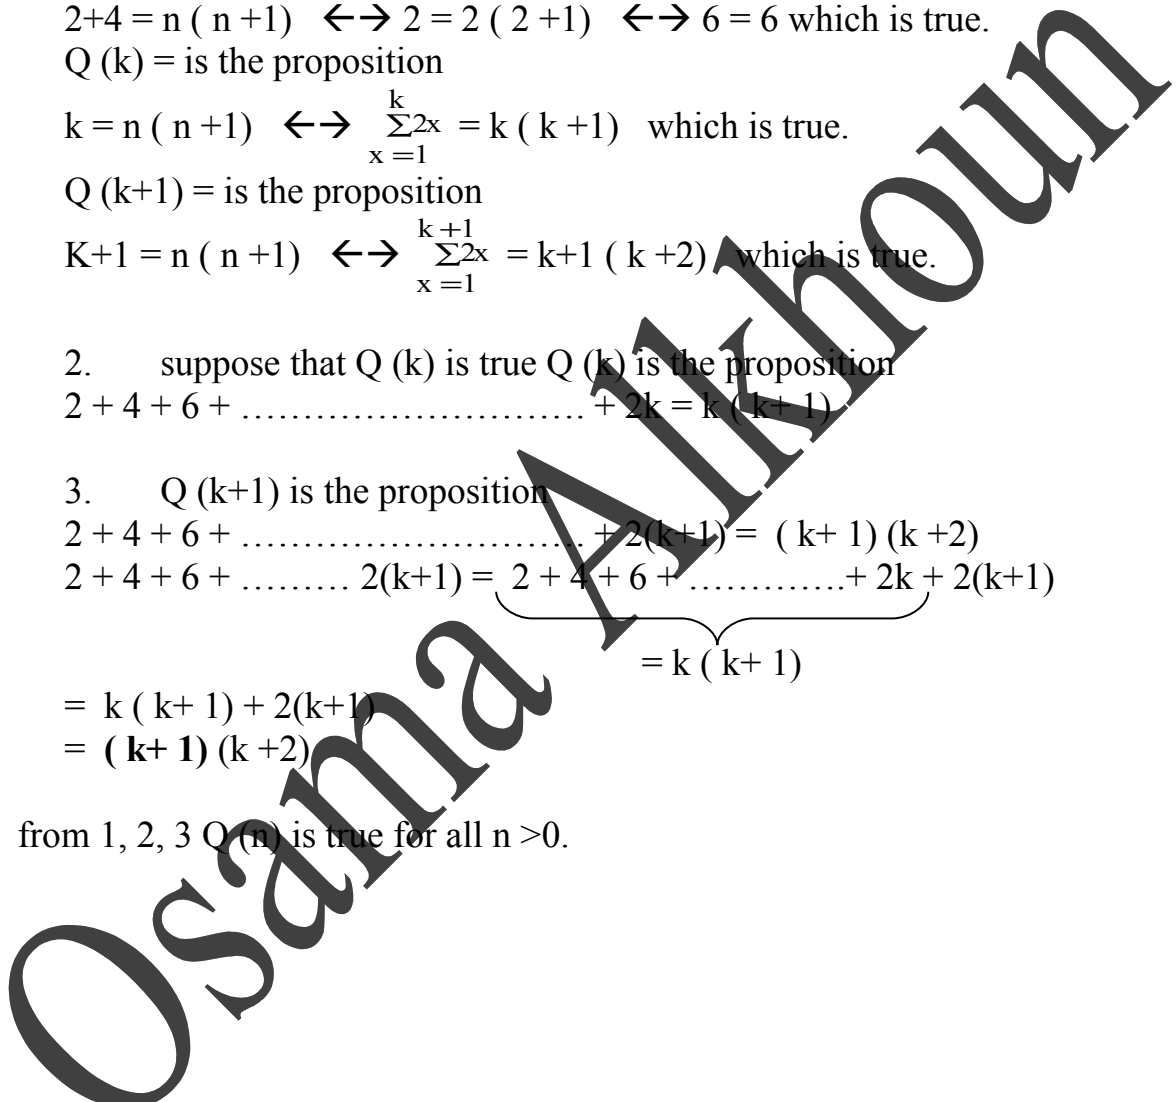 2+4 = n ( n +1) ←→ 2 = 2 ( 2 +1) ←→ 6 = 6 which is true.
Q (k) = is the proposition
k = n ( n +1) ←→ k Σ2x x =1 = k ( k +1) which is true.
Q (k+1) = is the proposition
K+1 = n ( n +1) ←→ k +1 Σ2x x =1 = k+1 ( k +2) which is true.
2. suppose that Q (k) is true Q (k) is the proposition
2 + 4 + 6 + ………………………. + 2k = k ( k+ 1)
3. Q (k+1) is the proposition
2 + 4 + 6 + ………………………. + 2(k+1) = ( k+ 1) (k +2)
2 + 4 + 6 + ……… 2(k+1) = 2 + 4 + 6 + ………….+ 2k + 2(k+1)
= k ( k+ 1)
= k ( k+ 1) + 2(k+1)
= ( k+ 1) (k +2)
from 1, 2, 3 Q (n) is true for all n >0.
Osama Alkhoun